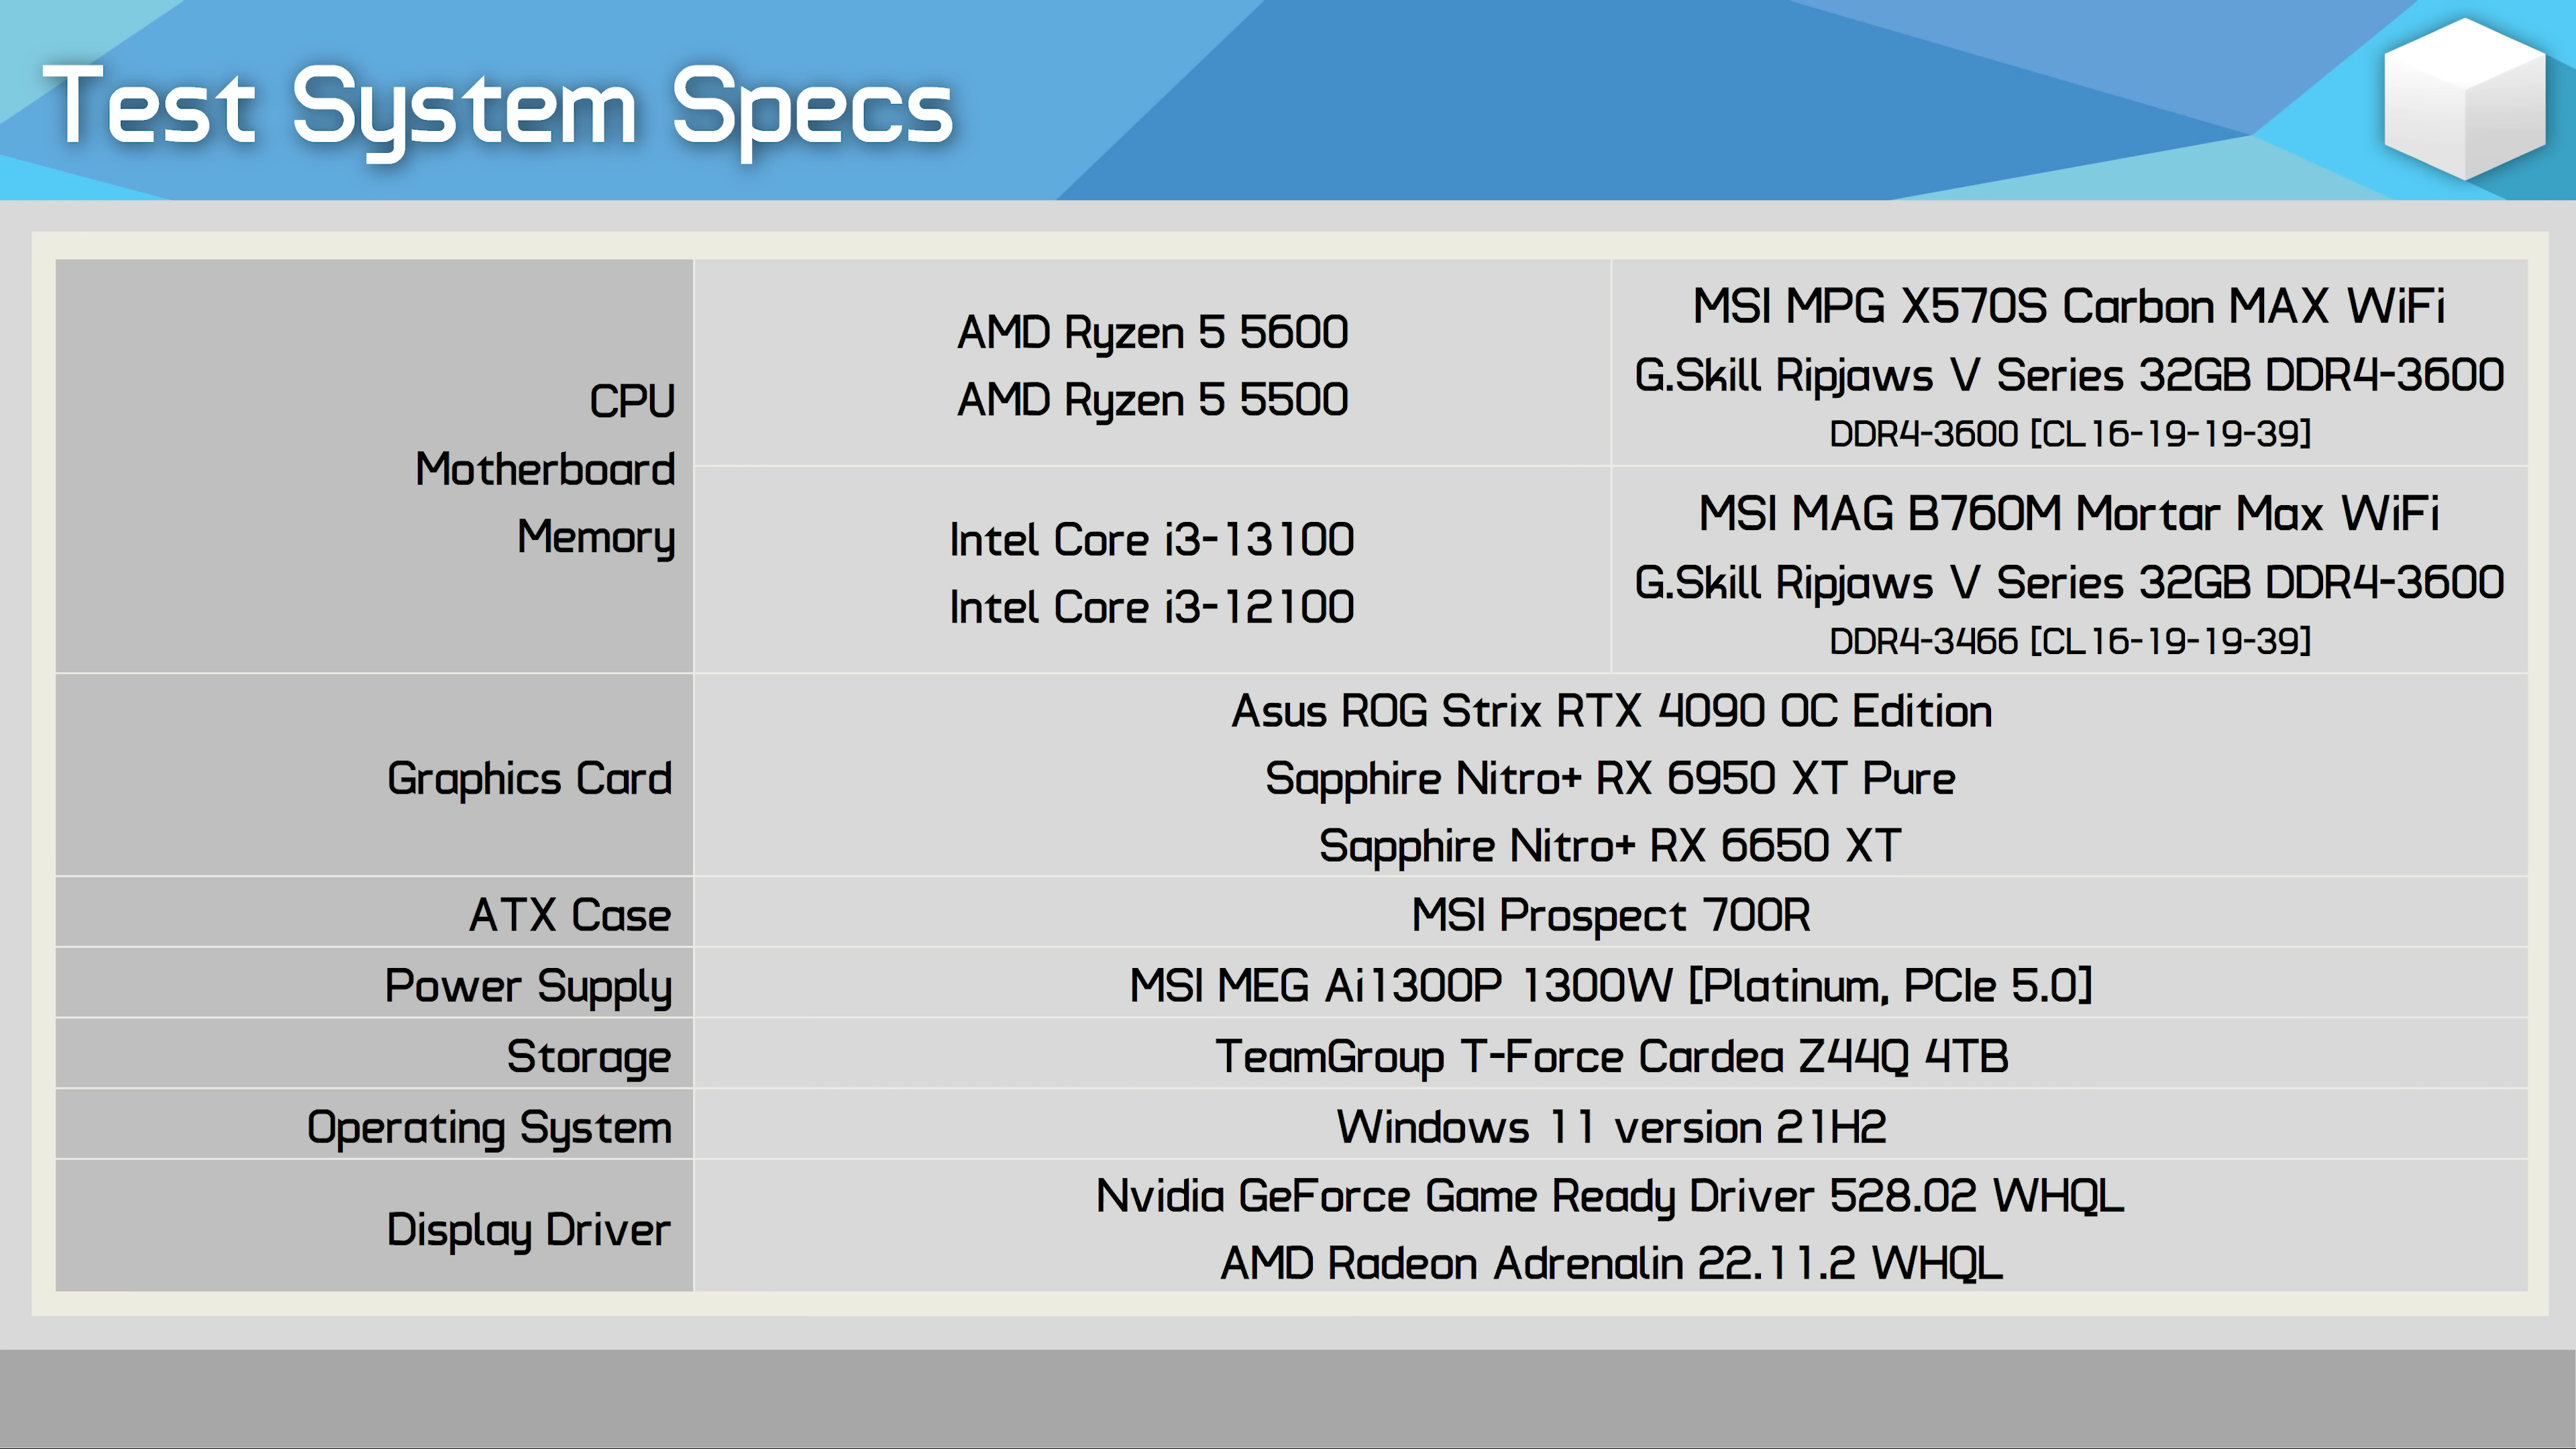 Test System Specs
CPU
Motherboard
Memory
AMD Ryzen 5 5600
AMD Ryzen 5 5500
MSI MPG X570S Carbon MAX WiFi
G.Skill Ripjaws V Series 32GB DDR4-3600
DDR4-3600 [CL16-19-19-39]
Intel Core i3-13100
Intel Core i3-12100
MSI MAG B760M Mortar Max WiFi
G.Skill Ripjaws V Series 32GB DDR4-3600
DDR4-3466 [CL16-19-19-39]
Graphics Card
Asus ROG Strix RTX 4090 OC Edition
Sapphire Nitro+ RX 6950 XT Pure
Sapphire Nitro+ RX 6650 XT
ATX Case
MSI Prospect 700R
Power Supply
MSI MEG Ai1300P 1300W [Platinum, PCIe 5.0]
Storage
TeamGroup T-Force Cardea Z44Q 4TB
Operating System
Windows 11 version 21H2
Display Driver
Nvidia GeForce Game Ready Driver 528.02 WHQL
AMD Radeon Adrenalin 22.11.2 WHQL